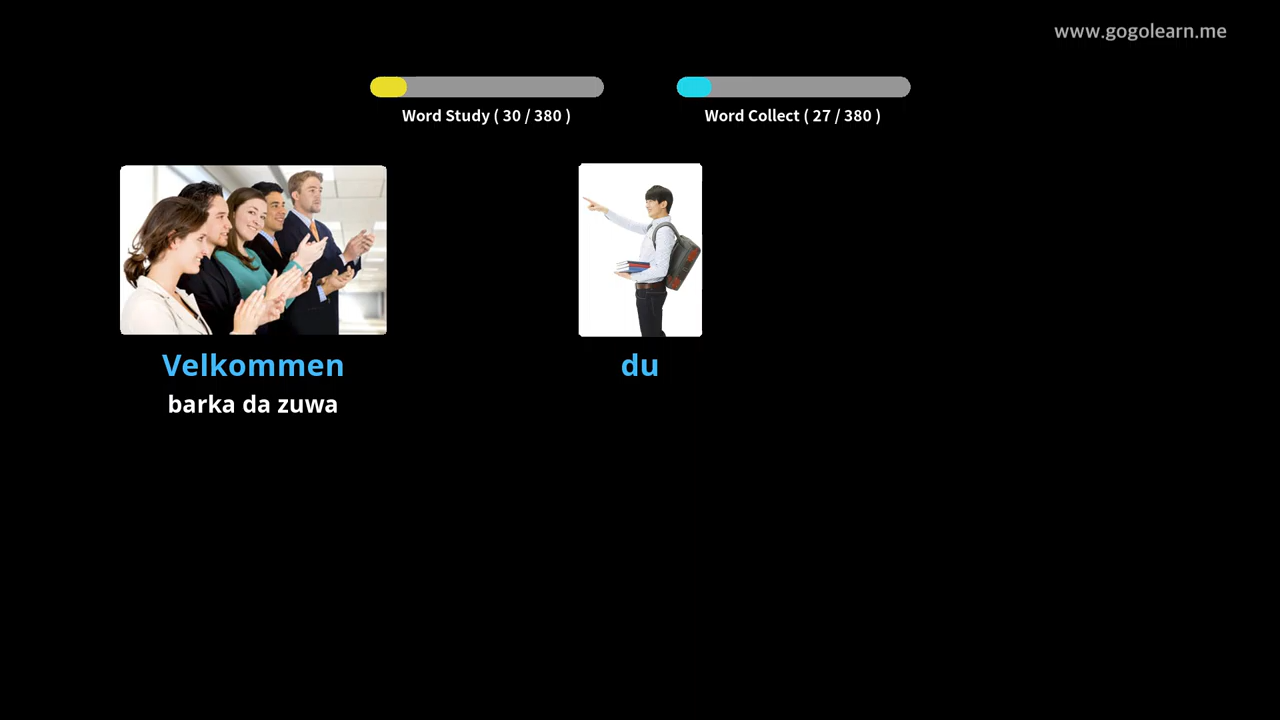 www.gogolearn.me
Word Study ( 30 / 380 )
Word Collect ( 27 / 380 )
Velkommen
barka da zuwa
du